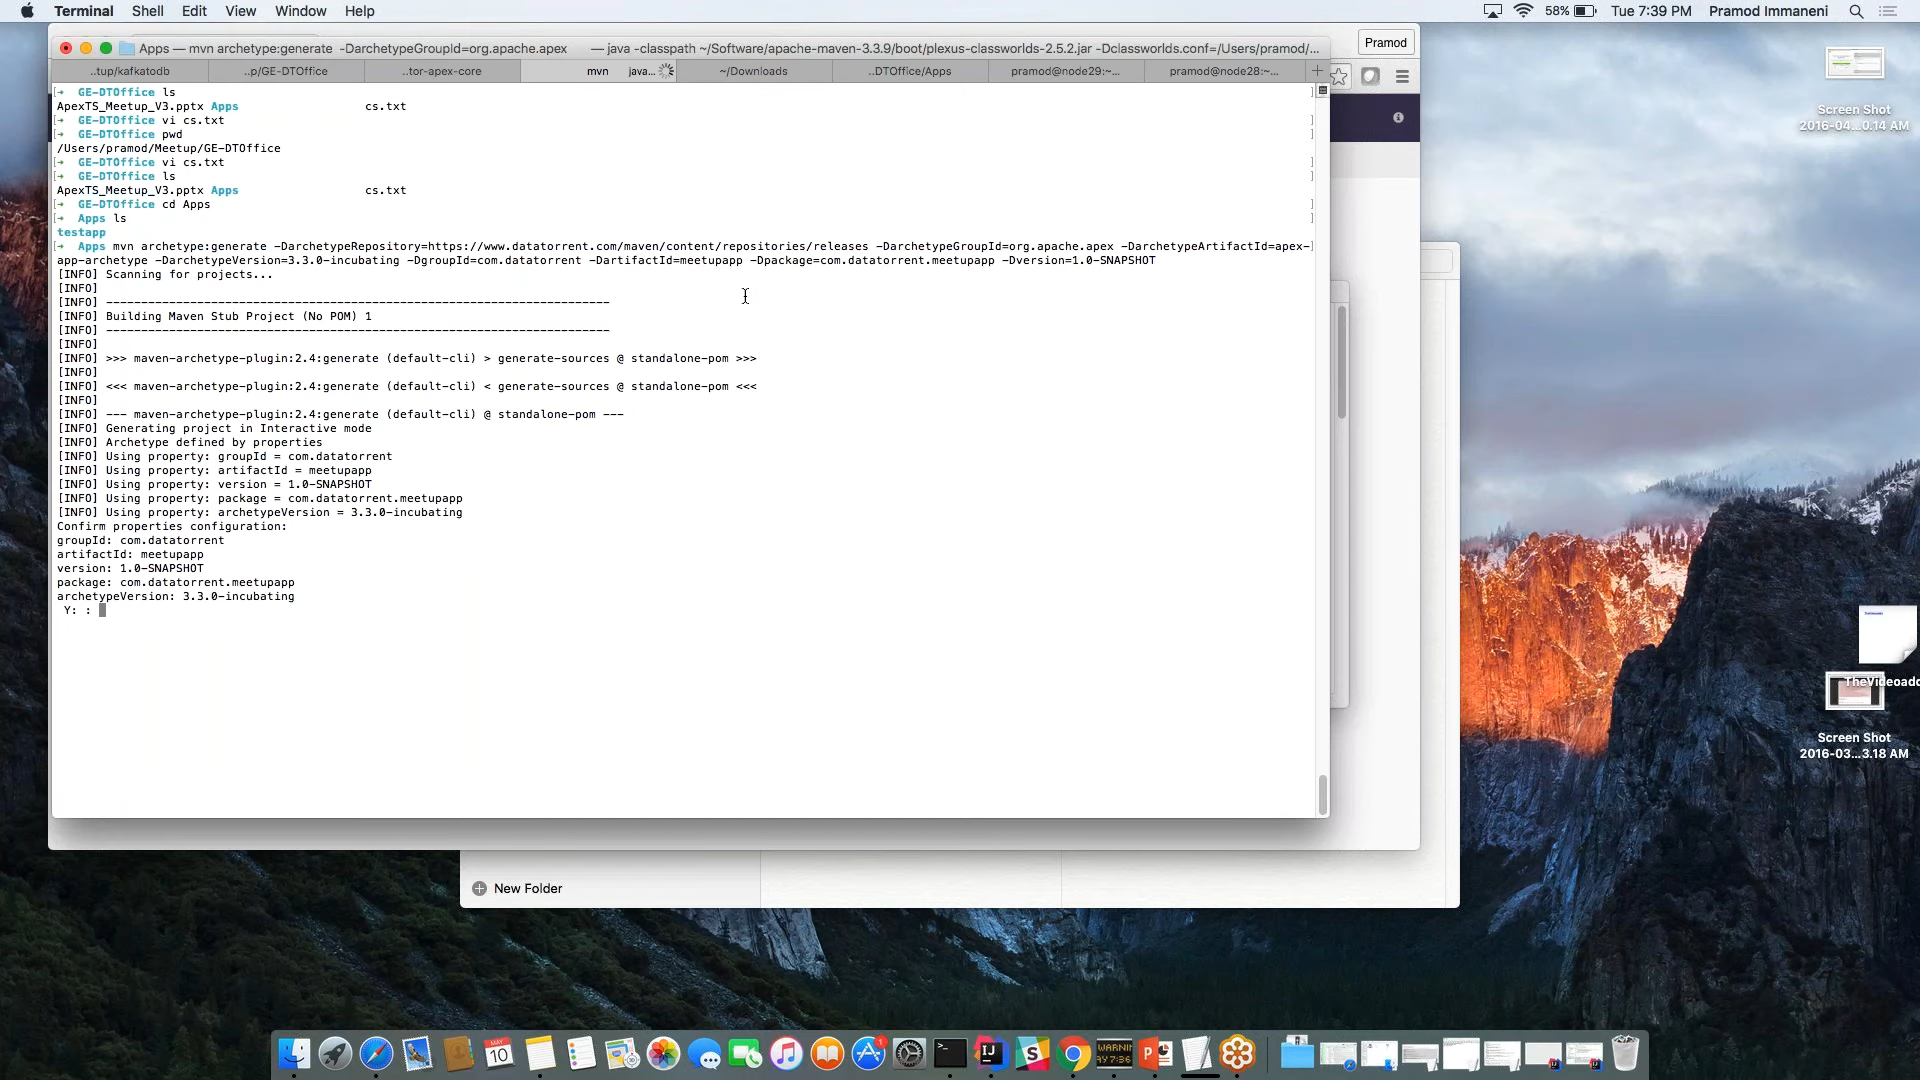 Terminal Shell Edit View Window Help
58% Tue 7:39 PM Pramod Immaneni
Apps — mvn archetype:generate -DarchetypeGroupId=org.apache.apex — java -classpath ~/Software/apache-maven-3.3.9/boot/plexus-classworlds-2.5.2.jar -Dclassworlds.conf=/Users/pramod/...
Pramod
..tup/kafkatodb ..p/GE-DTOffice ..tor-apex-core mvn java... ~/Downloads ..DTOffice/Apps pramod@node29:~... pramod@node28:~... +
[→ GE-DTOffice ls ]
ApexTS_Meetup_V3.pptx Apps cs.txt
[→ GE-DTOffice vi cs.txt ]
[→ GE-DTOffice pwd ]
/Users/pramod/Meetup/GE-DTOffice
[→ GE-DTOffice vi cs.txt ]
[→ GE-DTOffice ls ]
ApexTS_Meetup_V3.pptx Apps cs.txt
[→ GE-DTOffice cd Apps ]
[→ Apps ls ]
testapp
[→ Apps mvn archetype:generate -DarchetypeRepository=https://www.datatorrent.com/maven/content/repositories/releases -DarchetypeGroupId=org.apache.apex -DarchetypeArtifactId=apex-]
app-archetype -DarchetypeVersion=3.3.0-incubating -DgroupId=com.datatorrent -DartifactId=meetupapp -Dpackage=com.datatorrent.meetupapp -Dversion=1.0-SNAPSHOT
[INFO] Scanning for projects...
[INFO]
[INFO] ------------------------------------------------------------------------
[INFO] Building Maven Stub Project (No POM) 1
[INFO] ------------------------------------------------------------------------
[INFO]
[INFO] >>> maven-archetype-plugin:2.4:generate (default-cli) > generate-sources @ standalone-pom >>>
[INFO]
[INFO] <<< maven-archetype-plugin:2.4:generate (default-cli) < generate-sources @ standalone-pom <<<
[INFO]
[INFO] --- maven-archetype-plugin:2.4:generate (default-cli) @ standalone-pom ---
[INFO] Generating project in Interactive mode
[INFO] Archetype defined by properties
[INFO] Using property: groupId = com.datatorrent
[INFO] Using property: artifactId = meetupapp
[INFO] Using property: version = 1.0-SNAPSHOT
[INFO] Using property: package = com.datatorrent.meetupapp
[INFO] Using property: archetypeVersion = 3.3.0-incubating
Confirm properties configuration:
groupId: com.datatorrent
artifactId: meetupapp
version: 1.0-SNAPSHOT
package: com.datatorrent.meetupapp
archetypeVersion: 3.3.0-incubating
Y: :
New Folder
Screen Shot
2016-04...0.14 AM
TheVideoado
Screen Shot
2016-03...3.18 AM
MAY
10
1
WARNIN
AY 7:36